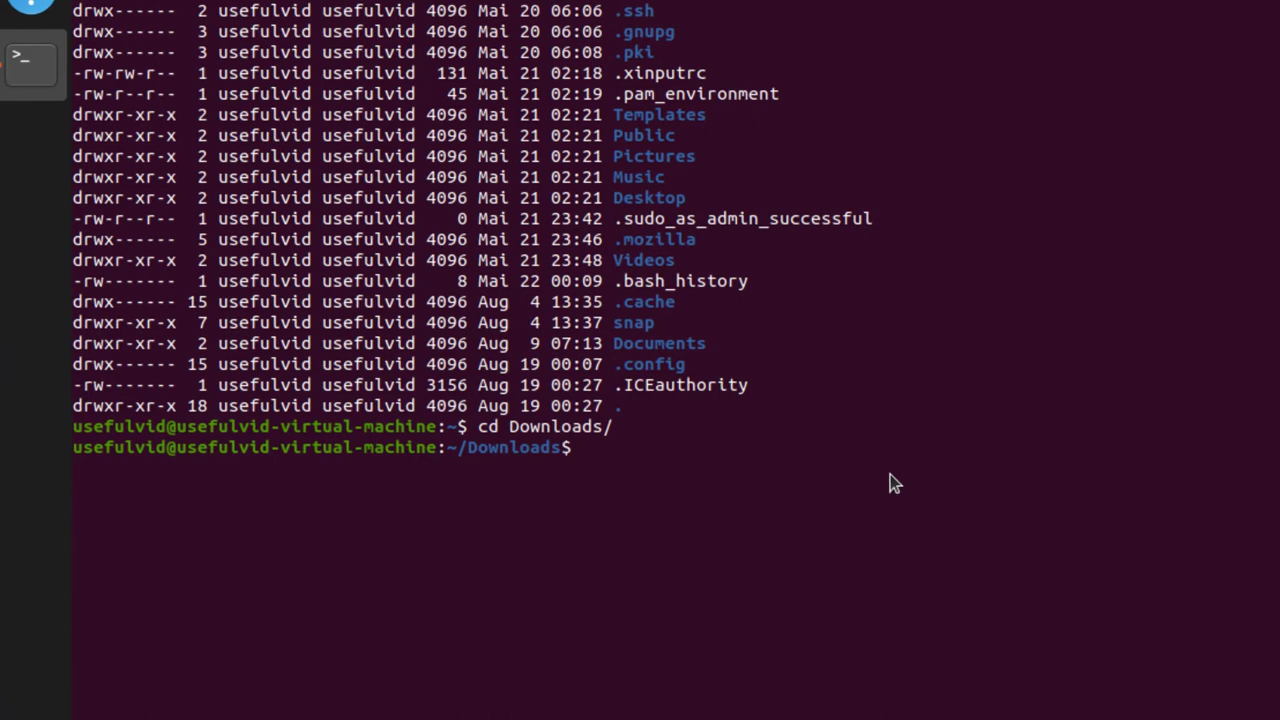 drwx------  2 usefulvid usefulvid 4096 Mai 20 06:06 .ssh
drwx------  3 usefulvid usefulvid 4096 Mai 20 06:06 .gnupg
drwx------  3 usefulvid usefulvid 4096 Mai 20 06:08 .pki
-rw-rw-r--  1 usefulvid usefulvid  131 Mai 21 02:18 .xinputrc
-rw-r--r--  1 usefulvid usefulvid   45 Mai 21 02:19 .pam_environment
drwxr-xr-x  2 usefulvid usefulvid 4096 Mai 21 02:21 Templates
drwxr-xr-x  2 usefulvid usefulvid 4096 Mai 21 02:21 Public
drwxr-xr-x  2 usefulvid usefulvid 4096 Mai 21 02:21 Pictures
drwxr-xr-x  2 usefulvid usefulvid 4096 Mai 21 02:21 Music
drwxr-xr-x  2 usefulvid usefulvid 4096 Mai 21 02:21 Desktop
-rw-r--r--  1 usefulvid usefulvid    0 Mai 21 23:42 .sudo_as_admin_successful
drwx------  5 usefulvid usefulvid 4096 Mai 21 23:46 .mozilla
drwxr-xr-x  2 usefulvid usefulvid 4096 Mai 21 23:48 Videos
-rw-------  1 usefulvid usefulvid    8 Mai 22 00:09 .bash_history
drwx------ 15 usefulvid usefulvid 4096 Aug  4 13:35 .cache
drwxr-xr-x  7 usefulvid usefulvid 4096 Aug  4 13:37 snap
drwxr-xr-x  2 usefulvid usefulvid 4096 Aug  9 07:13 Documents
drwx------ 15 usefulvid usefulvid 4096 Aug 19 00:07 .config
-rw-------  1 usefulvid usefulvid 3156 Aug 19 00:27 .ICEauthority
drwxr-xr-x 18 usefulvid usefulvid 4096 Aug 19 00:27 .
usefulvid@usefulvid-virtual-machine:~$ cd Downloads/
usefulvid@usefulvid-virtual-machine:~/Downloads$